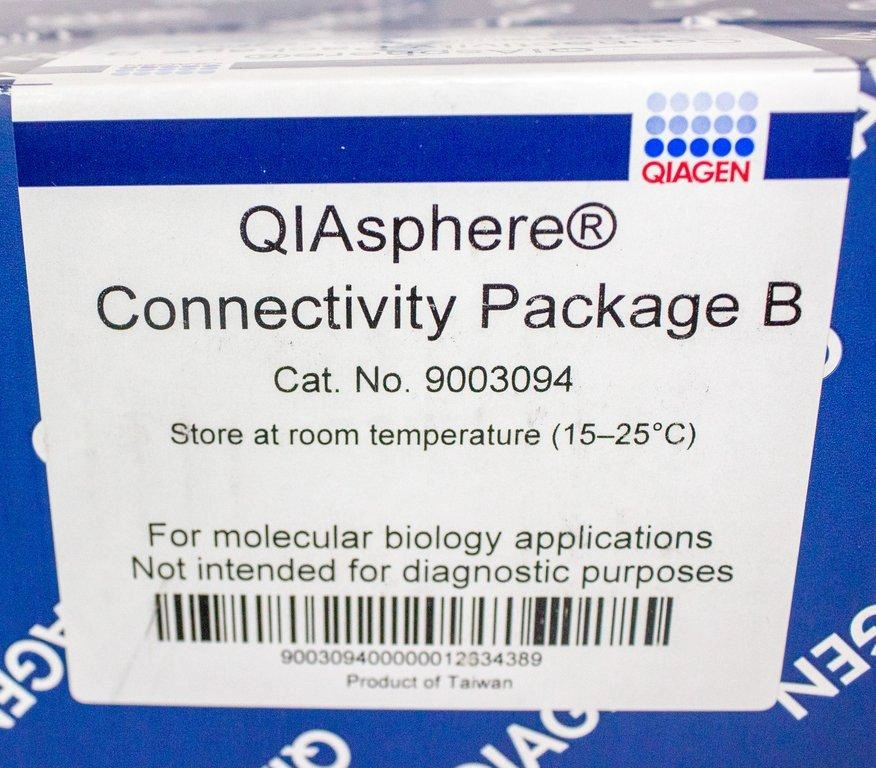 QIAGEN
QIAsphere®
Connectivity Package B
Cat. No. 9003094
Store at room temperature (15–25°C)
For molecular biology applications
Not intended for diagnostic purposes
900309400000012634389
Product of Taiwan